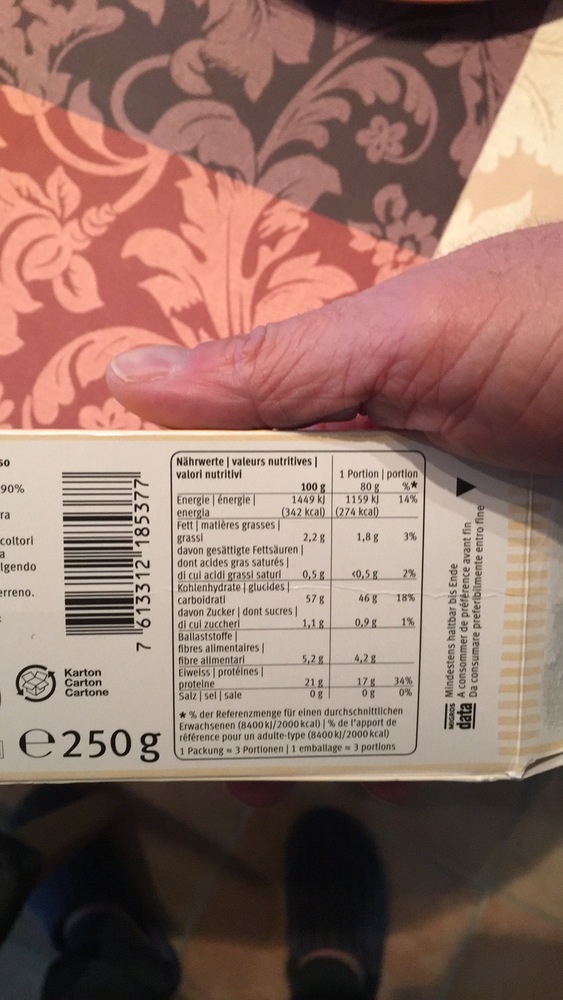 so
90%
ra
coltori
a
lgendo
erreno.
7 613312 185377
Karton
Carton
Cartone
e 250 g
Nährwerte | valeurs nutritives |
valori nutritivi 1 Portion | portion
100 g 80 g %*
Energie | énergie | 1449 kJ 1159 kJ 14%
energia (342 kcal) (274 kcal)
Fett | matières grasses |
grassi 2,2 g 1,8 g 3%
davon gesättigte Fettsäuren |
dont acides gras saturés |
di cui acidi grassi saturi 0,5 g <0,5 g 2%
Kohlenhydrate | glucides |
carboidrati 57 g 46 g 18%
davon Zucker | dont sucres |
di cui zuccheri 1,1 g 0,9 g 1%
Ballaststoffe |
fibres alimentaires |
fibre alimentari 5,2 g 4,2 g
Eiweiss | protéines |
proteine 21 g 17 g 34%
Salz | sel | sale 0 g 0 g 0%
* % der Referenzmenge für einen durchschnittlichen
Erwachsenen (8400 kJ/2000 kcal) | % de l'apport de
référence pour un adulte-type (8400 kJ/2000 kcal)
1 Packung = 3 Portionen | 1 emballage = 3 portions
MIGROS
data
Mindestens haltbar bis Ende
A consommer de préférence avant fin
Da consumare preferibilmente entro fine